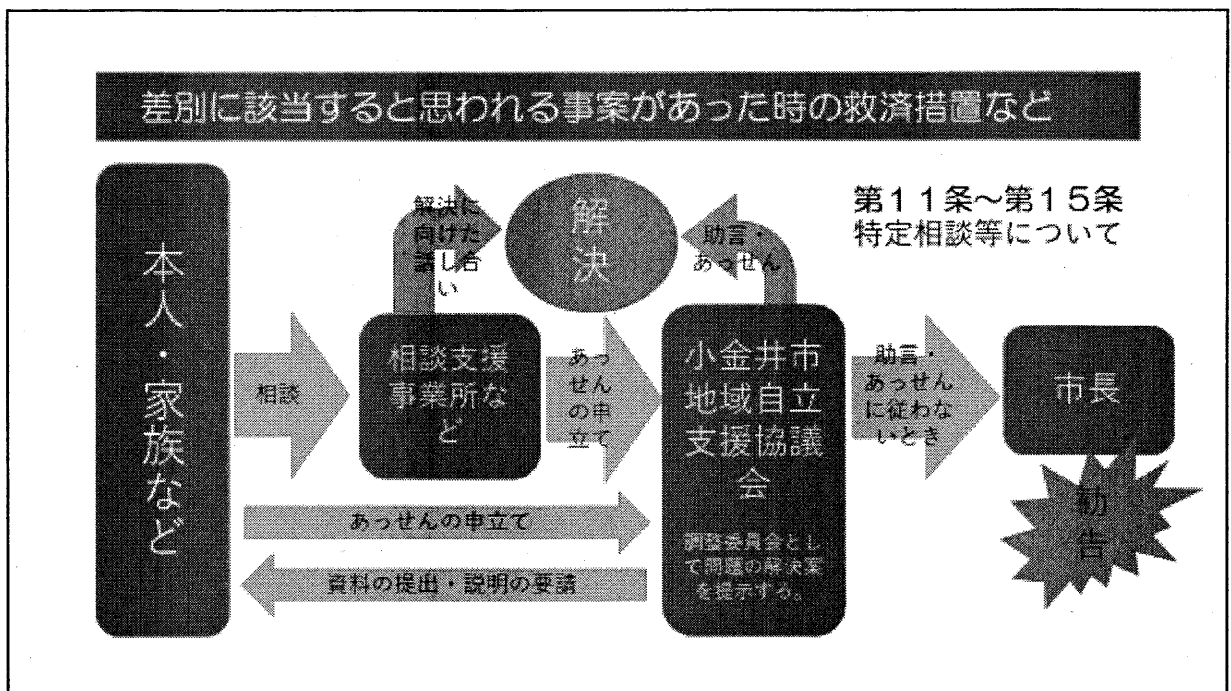 差別に該当すると思われる事案があった時の救済措置など
第11条～第15条
特定相談等について
本人・家族など
相談
相談支援
事業所な
ど
解決に
向けた
話し合
い
解決
あっ
せん
の申
立て
助言・
あっせん
小金井市
地域自立
支援協議
会
調整委員会とし
て問題の解決案
を提示する。
助言・
あっせん
に従わな
いとき
市長
勧告
あっせんの申立て
資料の提出・説明の要請